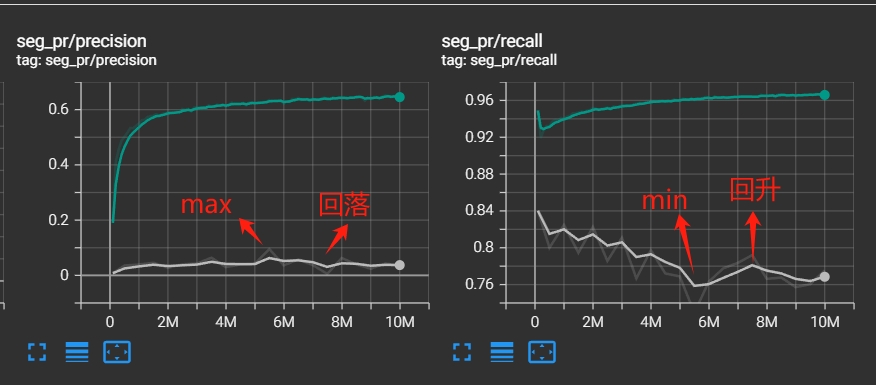 seg_pr/precision
tag: seg_pr/precision
0.6
0.4
0.2
0
0
2M
4M
6M
8M
10M
max
回落
seg_pr/recall
tag: seg_pr/recall
0.96
0.92
0.88
0.84
0.8
0.76
0
2M
4M
6M
8M
10M
min
回升